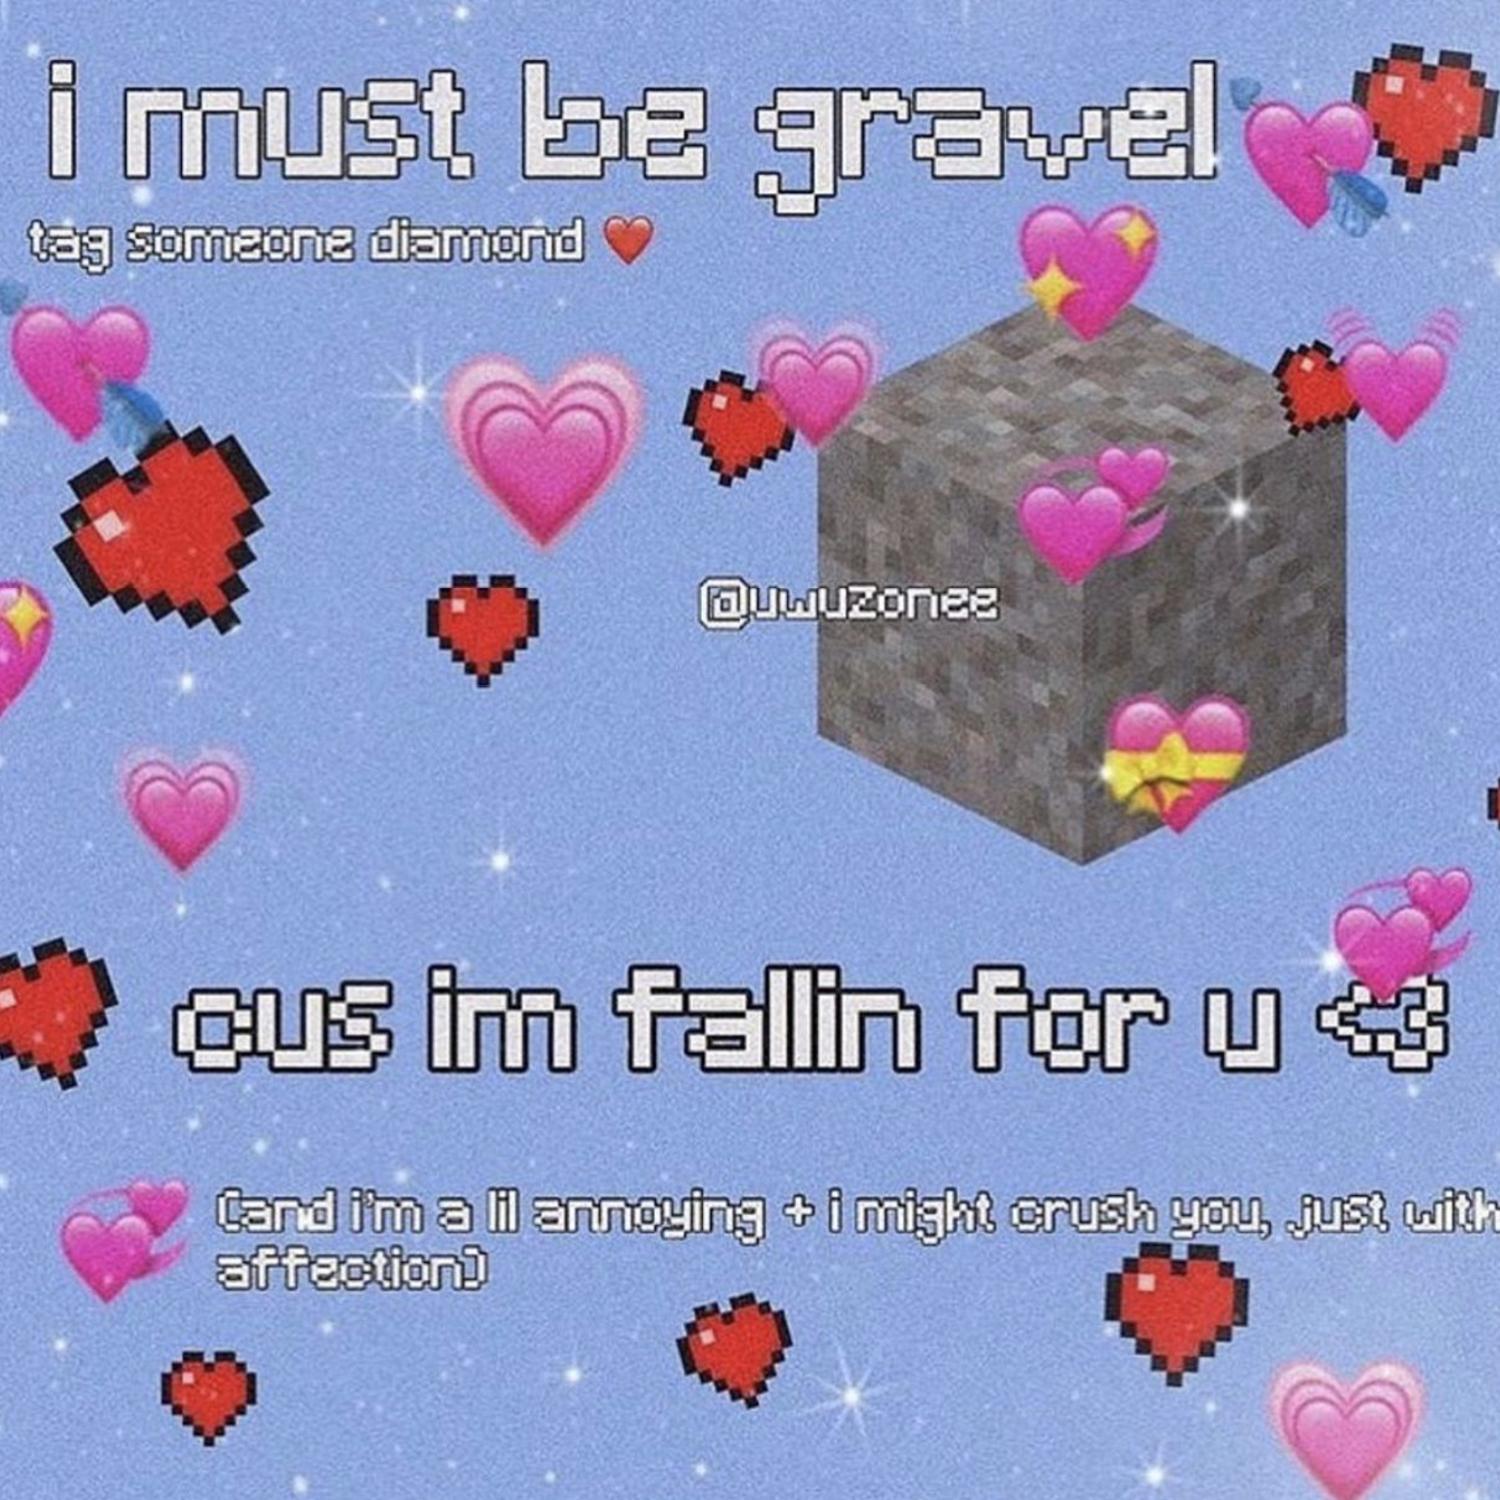 i must be gravel
tag someone diamond ❤️
@uwuzonee
cus im fallin for u <3
(and i'm a lil annoying + i might crush you, just with
affection)